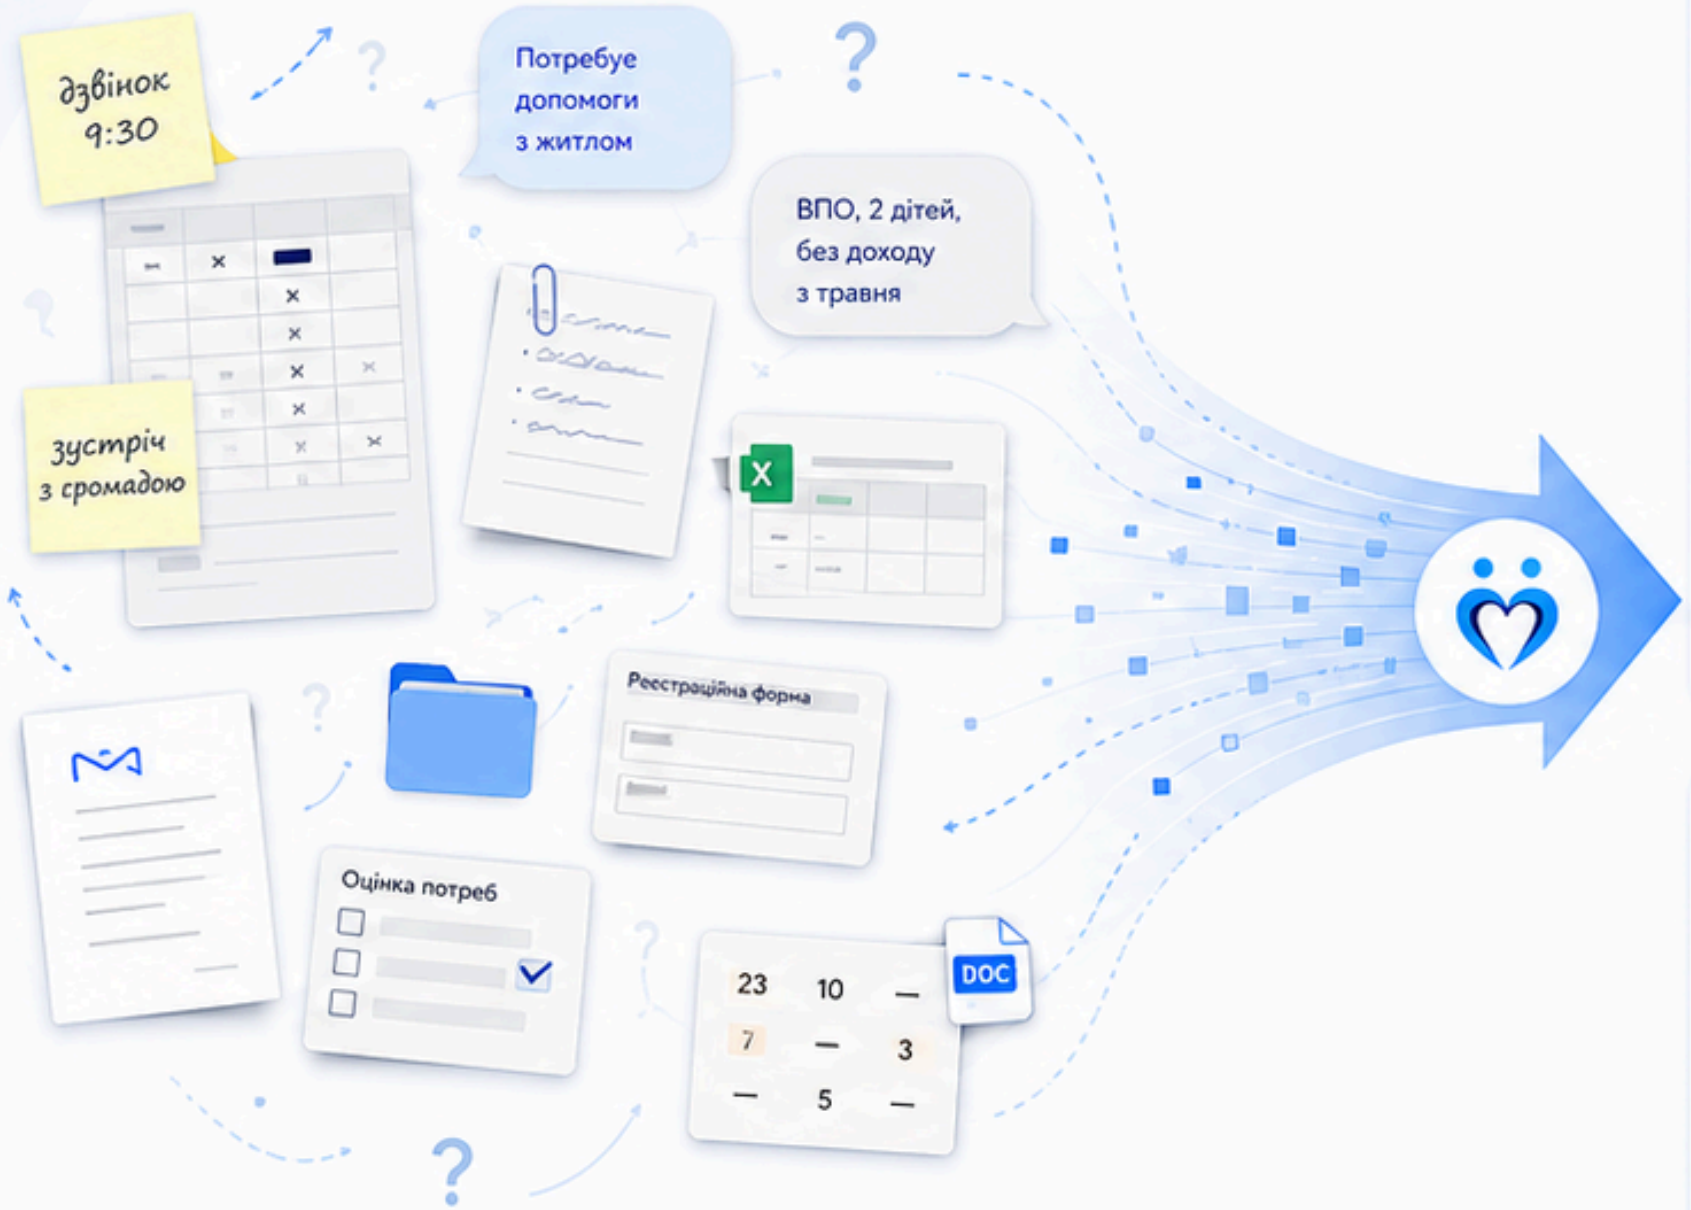 дзвінок
9:30
Потребує
допомоги
з житлом
ВПО, 2 дітей,
без доходу
з травня
зустріч
з сромадою
X
Реєстраційна форма
Оцінка потреб
DOC
23 10 —
7 — 3
— 5 —